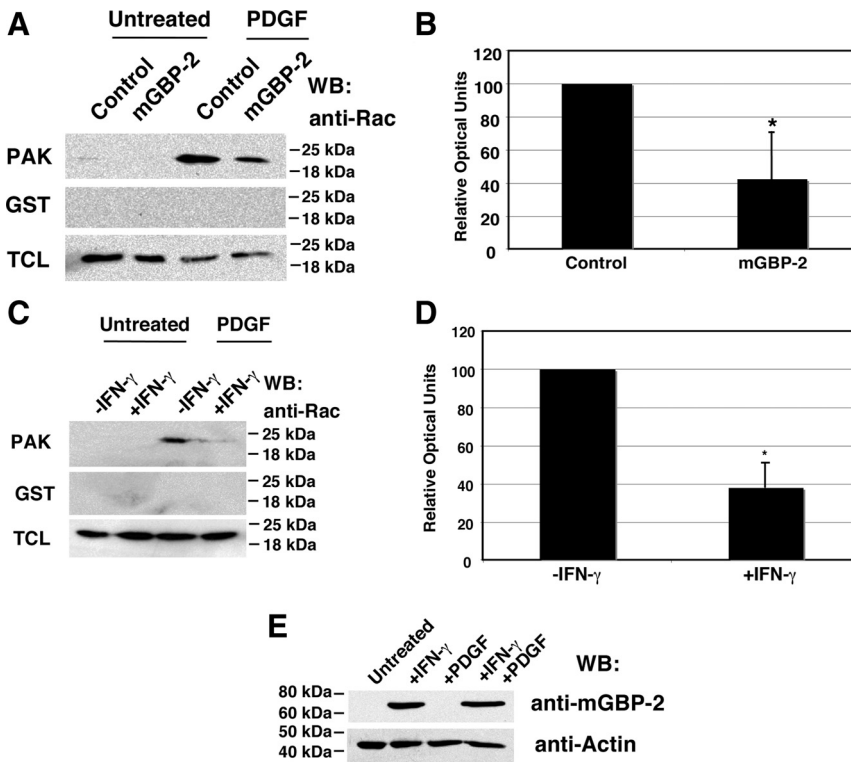 A
Untreated PDGF
Control mGBP-2 Control mGBP-2 WB:
anti-Rac
PAK 25 kDa
18 kDa
GST 25 kDa
18 kDa
TCL 25 kDa
18 kDa
B
Relative Optical Units
120
100
80
60
40
20
0
*
Control mGBP-2
C
Untreated PDGF
-IFN-γ +IFN-γ -IFN-γ +IFN-γ WB:
anti-Rac
PAK 25 kDa
18 kDa
GST 25 kDa
18 kDa
TCL 25 kDa
18 kDa
D
Relative Optical Units
120
100
80
60
40
20
0
*
-IFN-γ +IFN-γ
E
Untreated +IFN-γ +PDGF +IFN-γ +PDGF WB:
80 kDa
60 kDa
anti-mGBP-2
50 kDa
40 kDa
anti-Actin